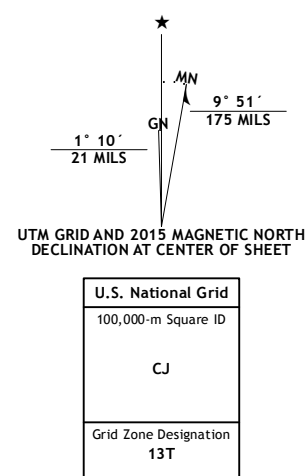 ★
MN
9° 51´
175 MILS
GN
1° 10´
21 MILS
UTM GRID AND 2015 MAGNETIC NORTH
DECLINATION AT CENTER OF SHEET
U.S. National Grid
100,000-m Square ID
CJ
Grid Zone Designation
13T